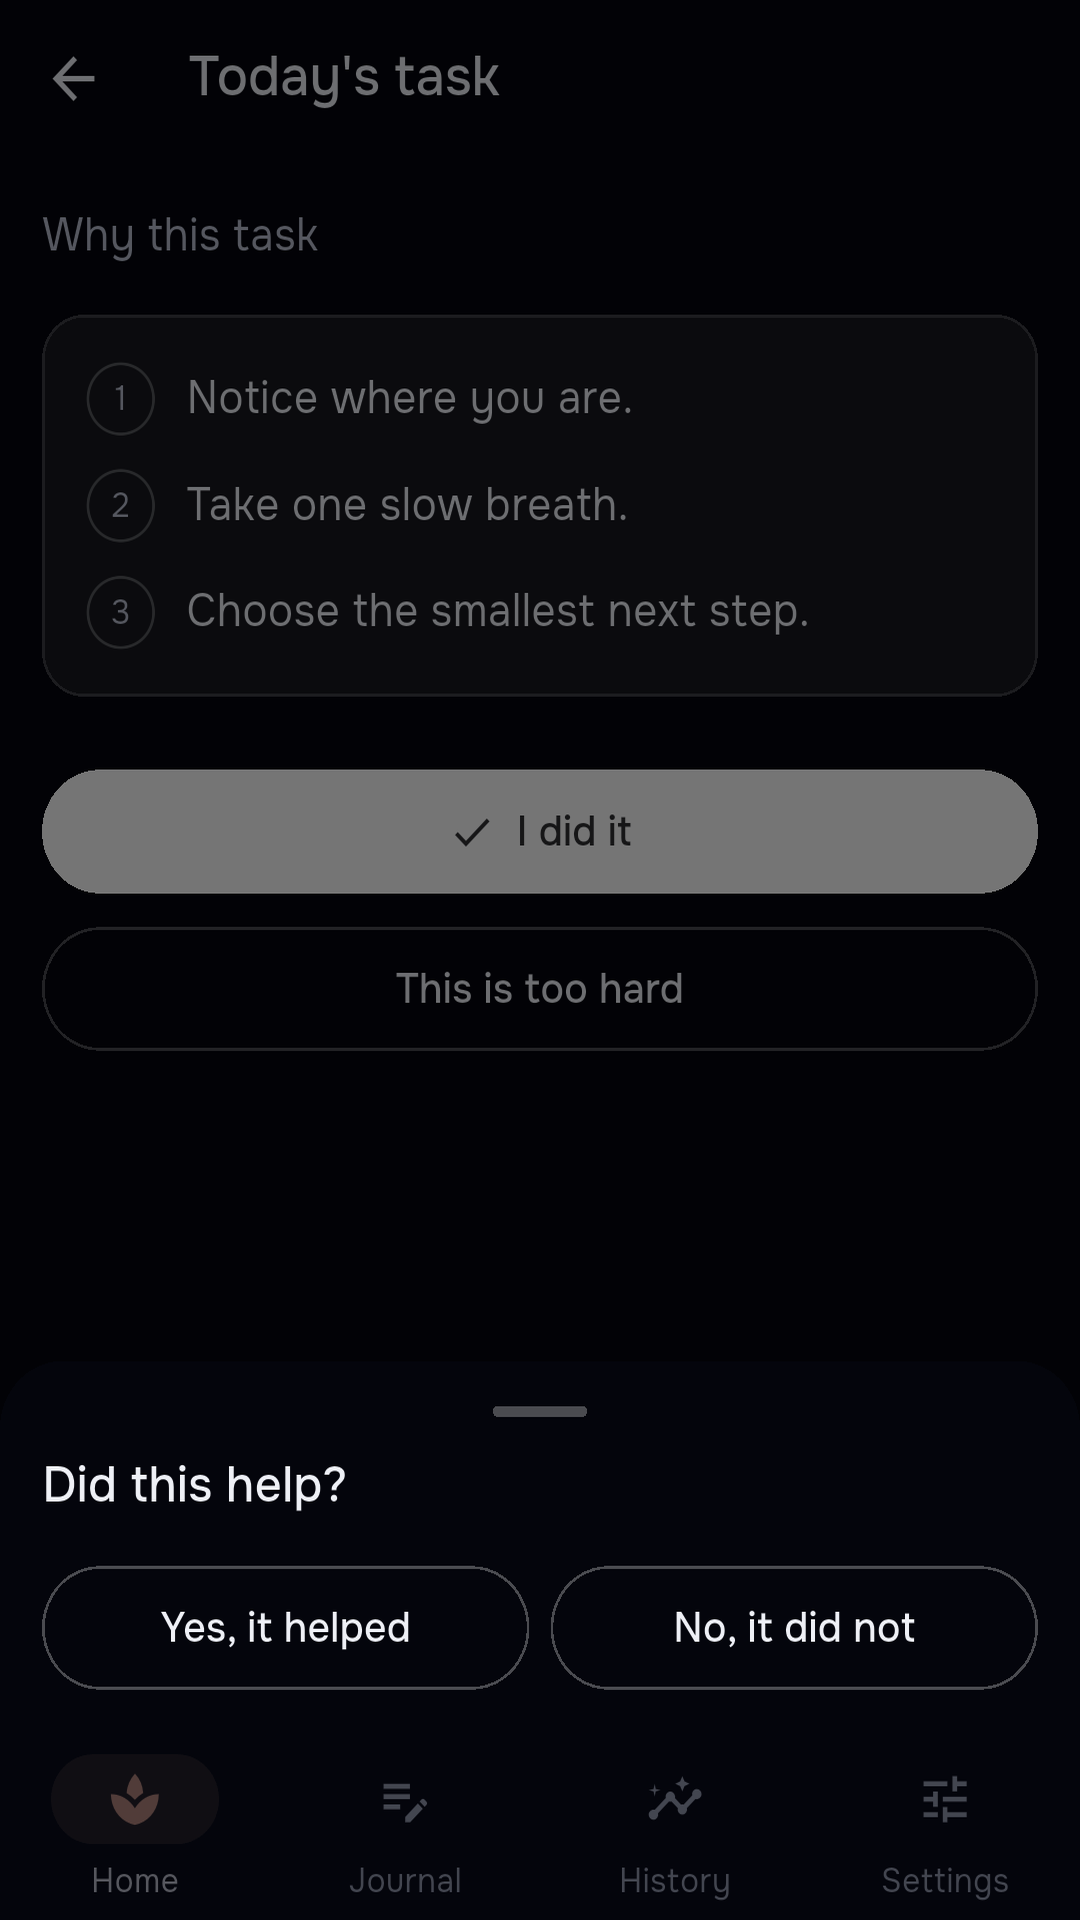 Today's task
Why this task
1 Notice where you are.
2 Take one slow breath.
3 Choose the smallest next step.
I did it
This is too hard
Did this help?
Yes, it helped
No, it did not
Home
Journal
History
Settings